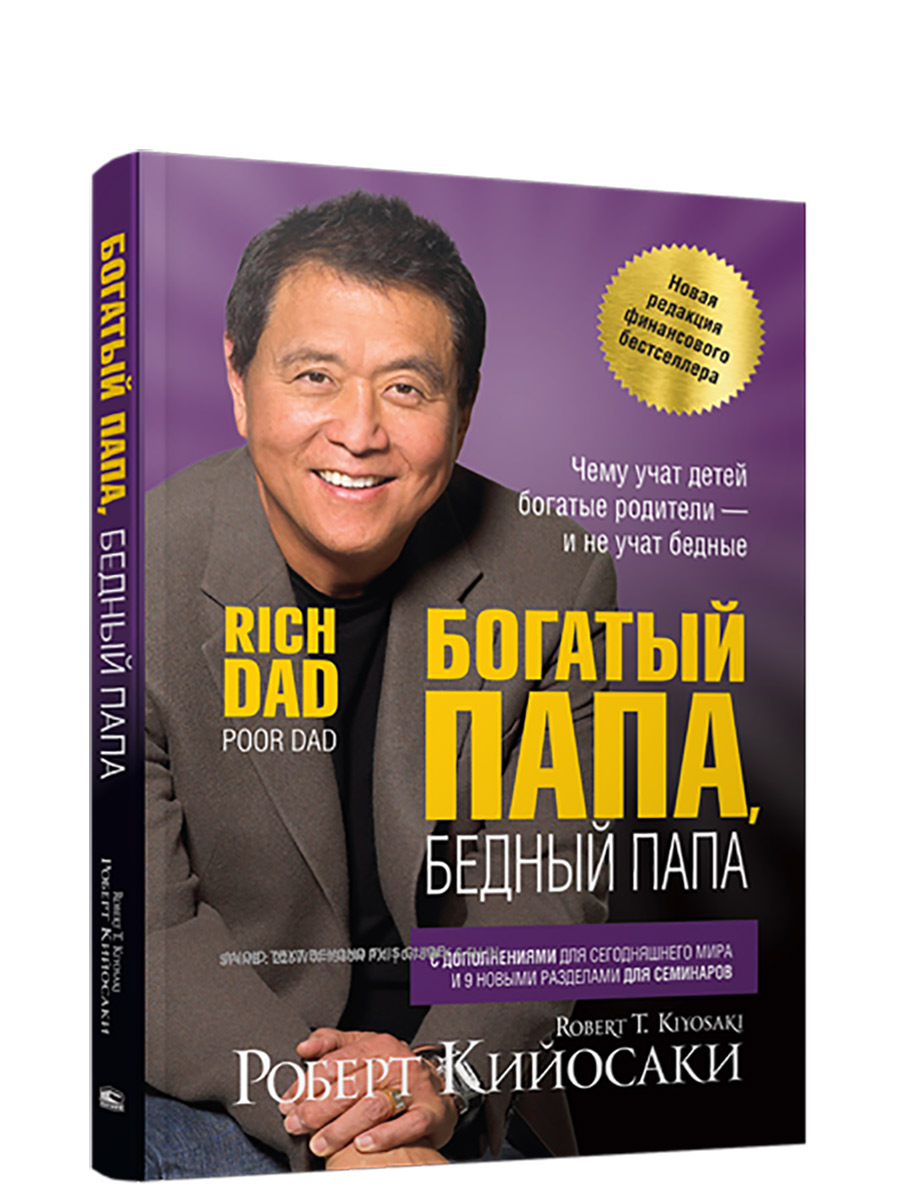 БОГАТЫЙ ПАПА, БЕДНЫЙ ПАПА
ROBERT T. KIYOSAKI
РОБЕРТ КИЙОСАКИ
Новая
редакция
финансового
бестселлера
Чему учат детей
богатые родители —
и не учат бедные
RICH
DAD
POOR DAD
БОГАТЫЙ
ПАПА,
БЕДНЫЙ ПАПА
С ДОПОЛНЕНИЯМИ ДЛЯ СЕГОДНЯШНЕГО МИРА
И 9 НОВЫМИ РАЗДЕЛАМИ ДЛЯ СЕМИНАРОВ
ROBERT T. KIYOSAKI
РОБЕРТ КИЙОСАКИ